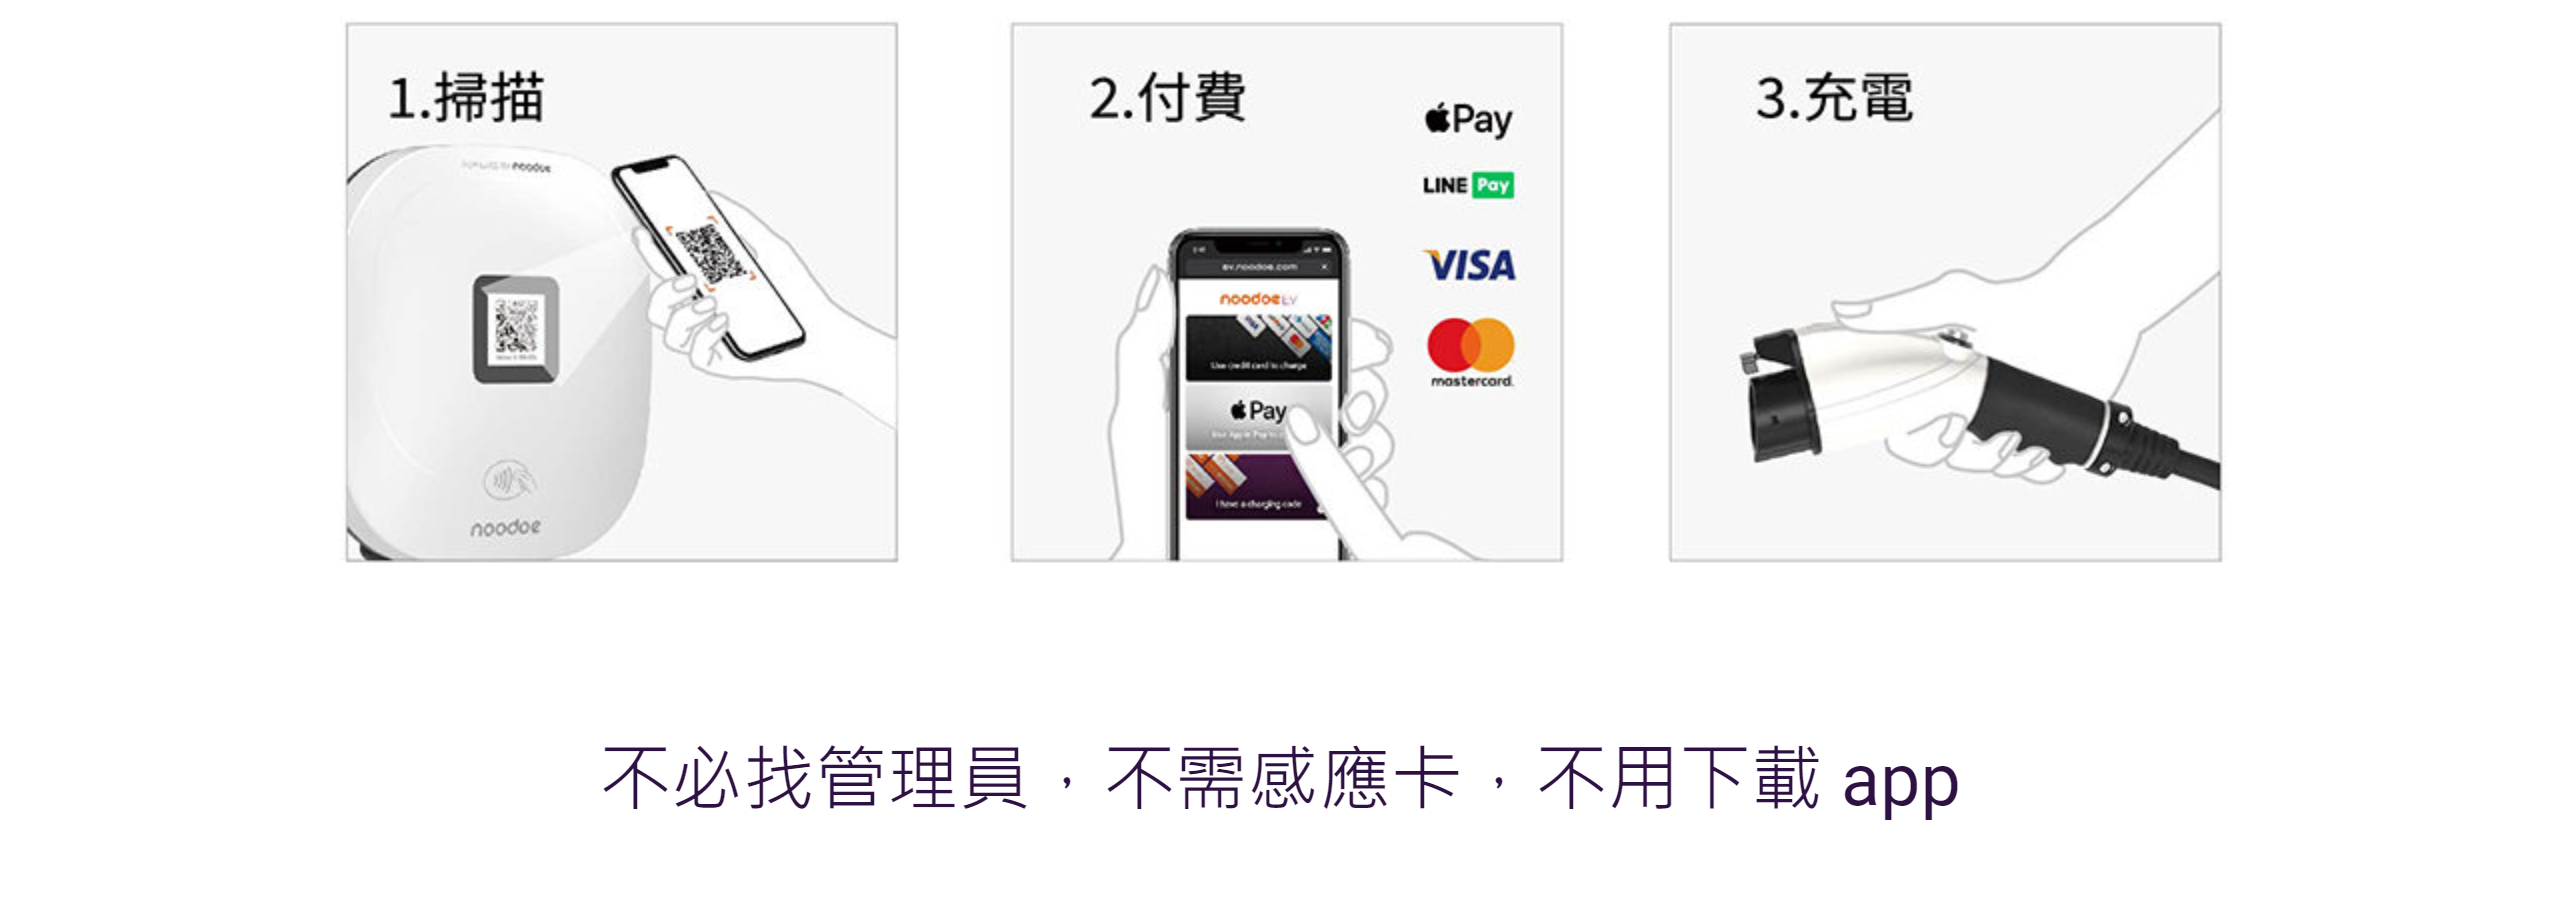 1.掃描
noodoe
noodoe
2.付費
Pay
LINE Pay
VISA
mastercard.
ev.noodoe.com
noodoe EV
Use credit card to charge
Pay
I have a charging code
3.充電
不必找管理員，不需感應卡，不用下載 app